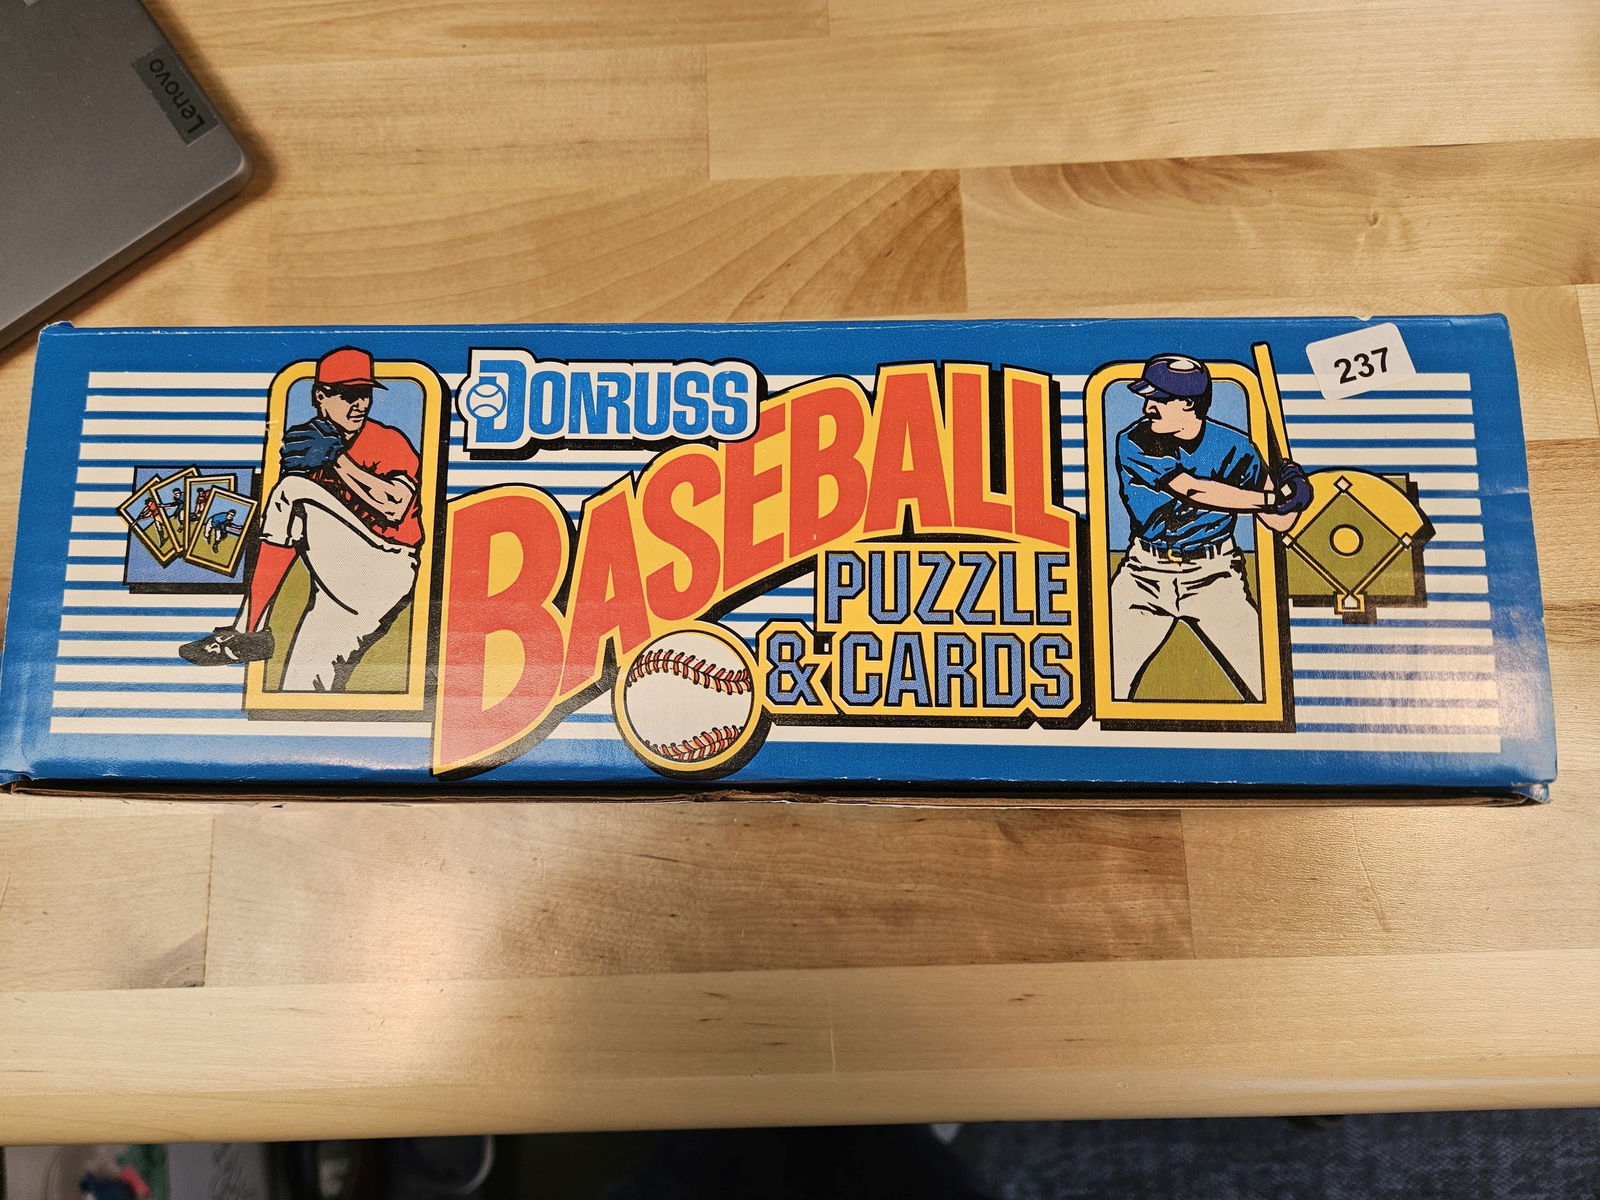 Lenovo
237
DONRUSS
BASEBALL
PUZZLE
& CARDS